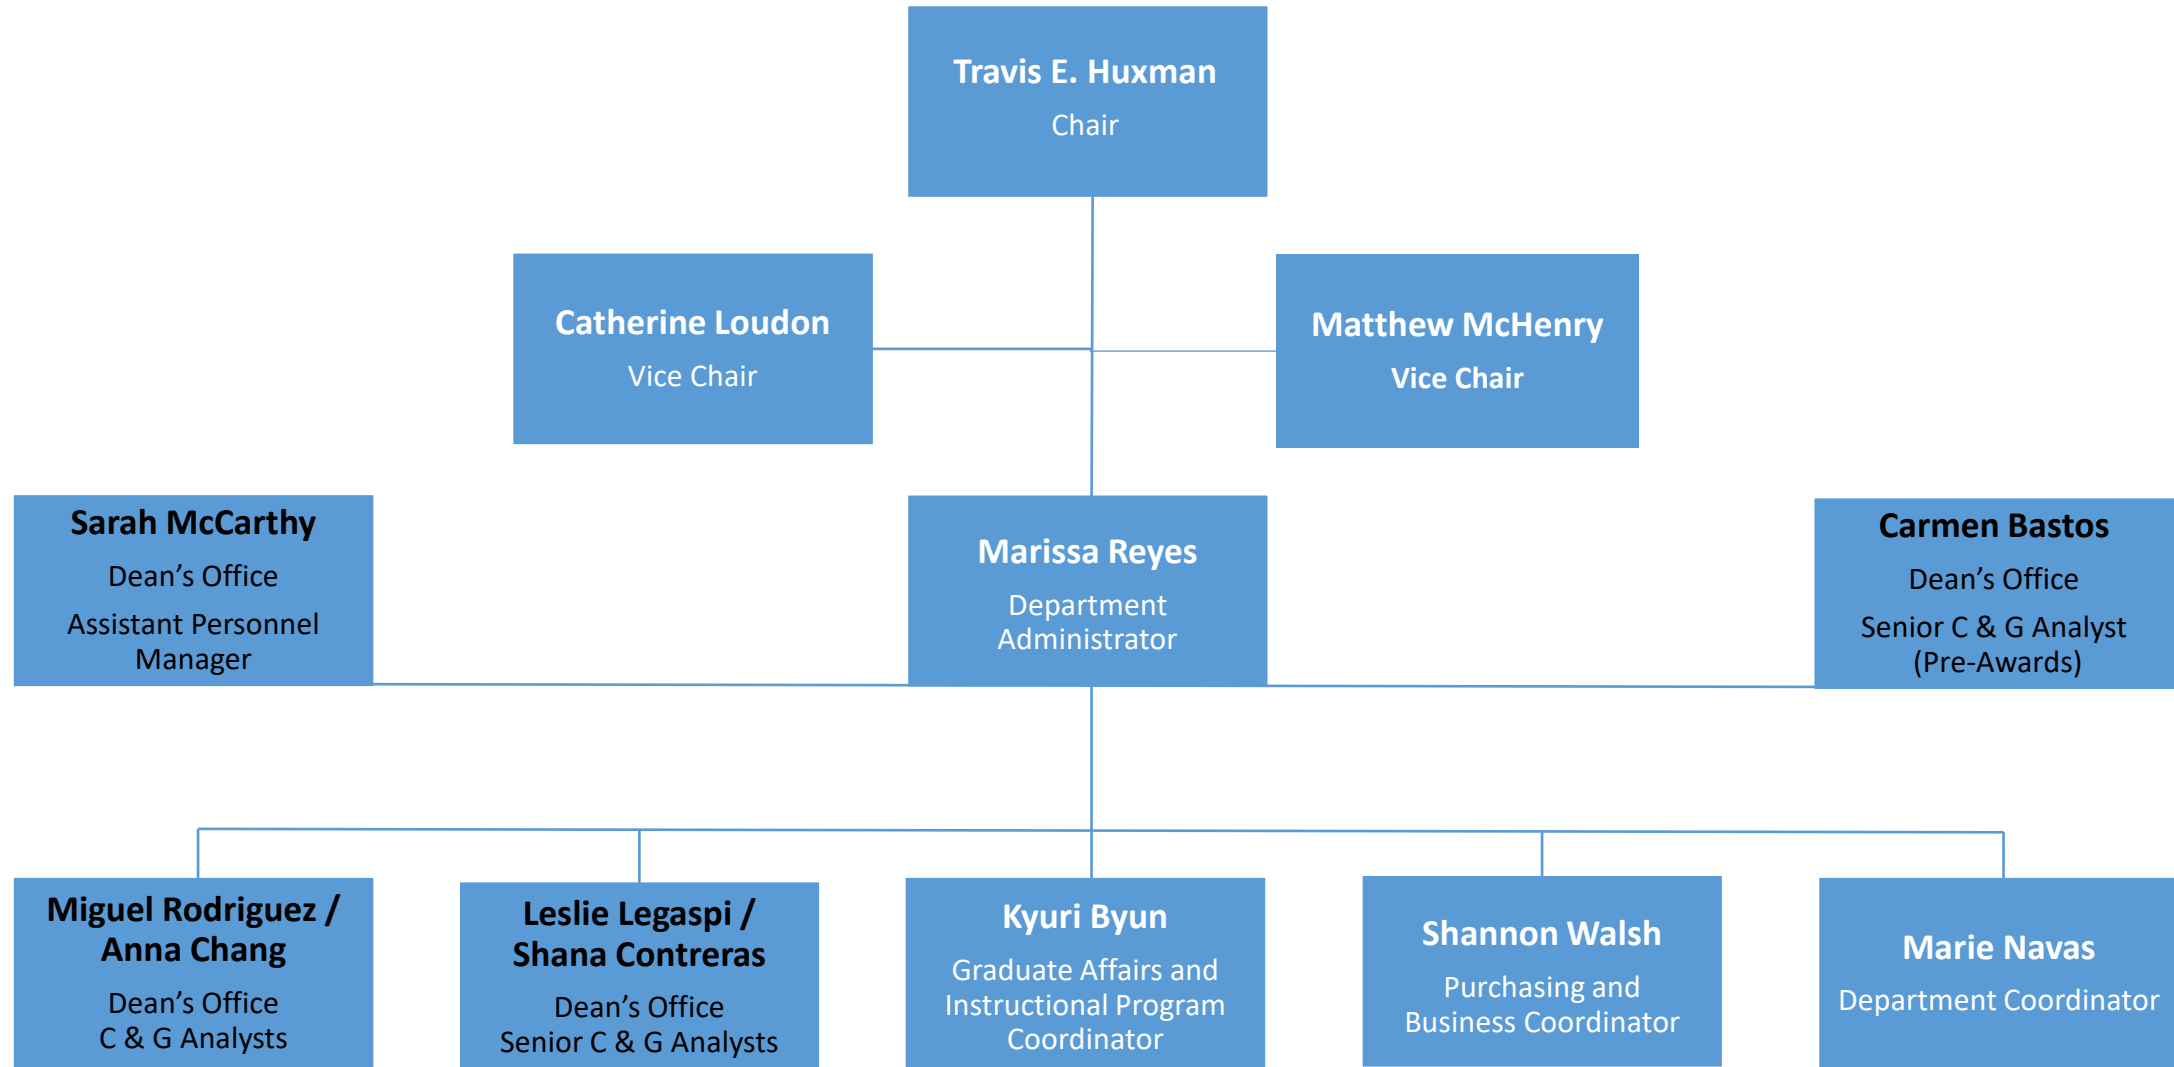 Travis E. Huxman
Chair
Catherine Loudon
Vice Chair
Matthew McHenry
Vice Chair
Sarah McCarthy
Dean’s Office
Assistant Personnel
Manager
Marissa Reyes
Department
Administrator
Carmen Bastos
Dean’s Office
Senior C & G Analyst
(Pre-Awards)
Miguel Rodriguez /
Anna Chang
Dean’s Office
C & G Analysts
Leslie Legaspi /
Shana Contreras
Dean’s Office
Senior C & G Analysts
Kyuri Byun
Graduate Affairs and
Instructional Program
Coordinator
Shannon Walsh
Purchasing and
Business Coordinator
Marie Navas
Department Coordinator